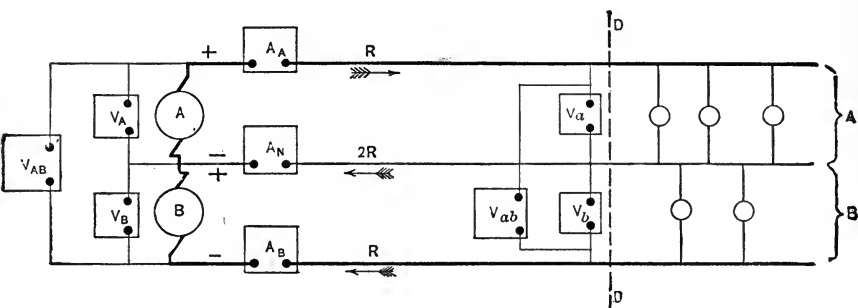 D
+ A_A R
V_A A V_a A
V_AB − A_N 2R
+
V_B B V_ab V_b B
− A_B R
D